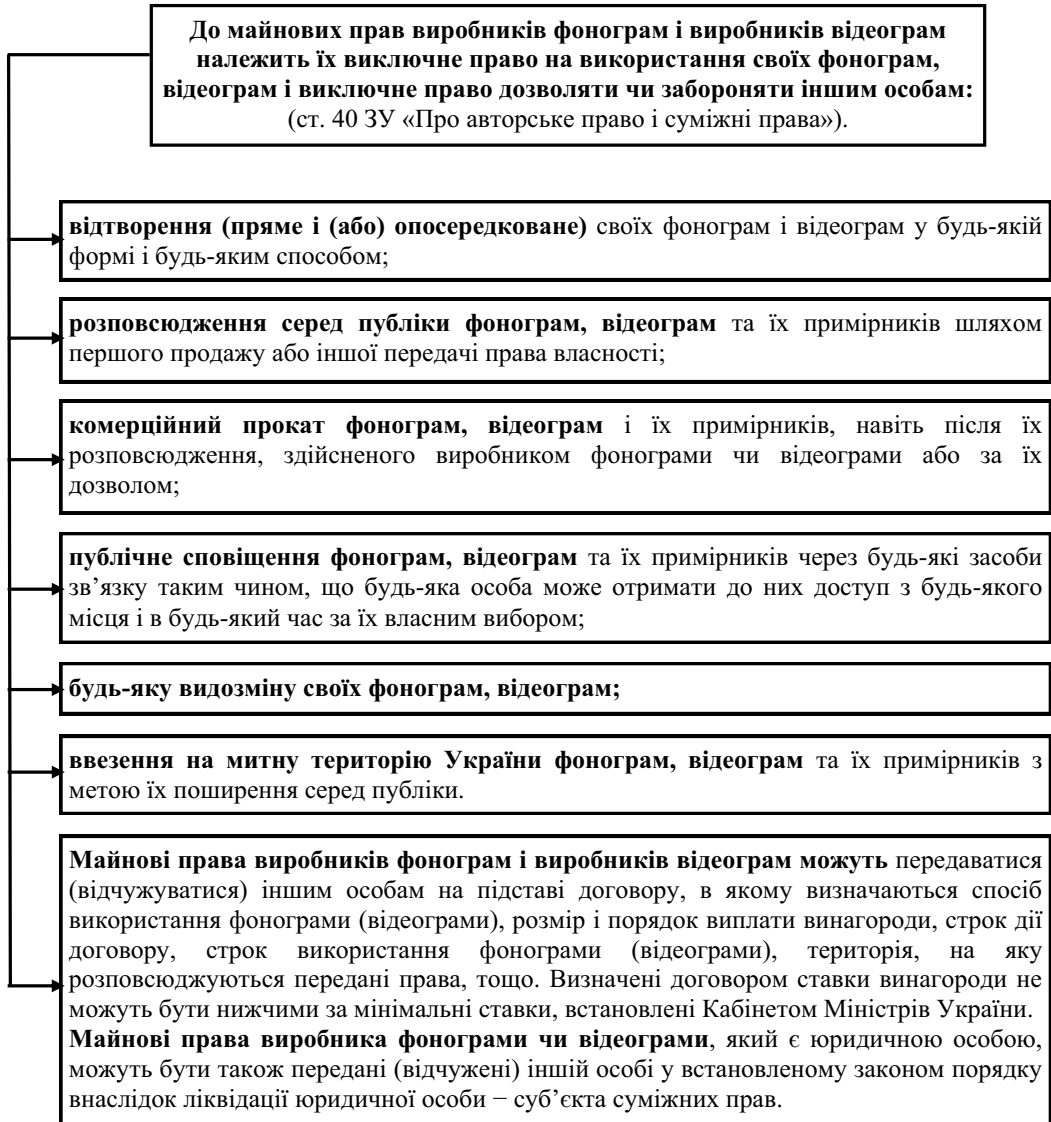 До майнових прав виробників фонограм і виробників відеограм
належить їх виключне право на використання своїх фонограм,
відеограм і виключне право дозволяти чи забороняти іншим особам:
(ст. 40 ЗУ «Про авторське право і суміжні права»).
відтворення (пряме і (або) опосередковане) своїх фонограм і відеограм у будь-якій
формі і будь-яким способом;
розповсюдження серед публіки фонограм, відеограм та їх примірників шляхом
першого продажу або іншої передачі права власності;
комерційний прокат фонограм, відеограм і їх примірників, навіть після їх
розповсюдження, здійсненого виробником фонограми чи відеограми або за їх
дозволом;
публічне сповіщення фонограм, відеограм та їх примірників через будь-які засоби
зв’язку таким чином, що будь-яка особа може отримати до них доступ з будь-якого
місця і в будь-який час за їх власним вибором;
будь-яку видозміну своїх фонограм, відеограм;
ввезення на митну територію України фонограм, відеограм та їх примірників з
метою їх поширення серед публіки.
Майнові права виробників фонограм і виробників відеограм можуть передаватися
(відчужуватися) іншим особам на підставі договору, в якому визначаються спосіб
використання фонограми (відеограми), розмір і порядок виплати винагороди, строк дії
договору, строк використання фонограми (відеограми), територія, на яку
розповсюджуються передані права, тощо. Визначені договором ставки винагороди не
можуть бути нижчими за мінімальні ставки, встановлені Кабінетом Міністрів України.
Майнові права виробника фонограми чи відеограми, який є юридичною особою,
можуть бути також передані (відчужені) іншій особі у встановленому законом порядку
внаслідок ліквідації юридичної особи − суб’єкта суміжних прав.